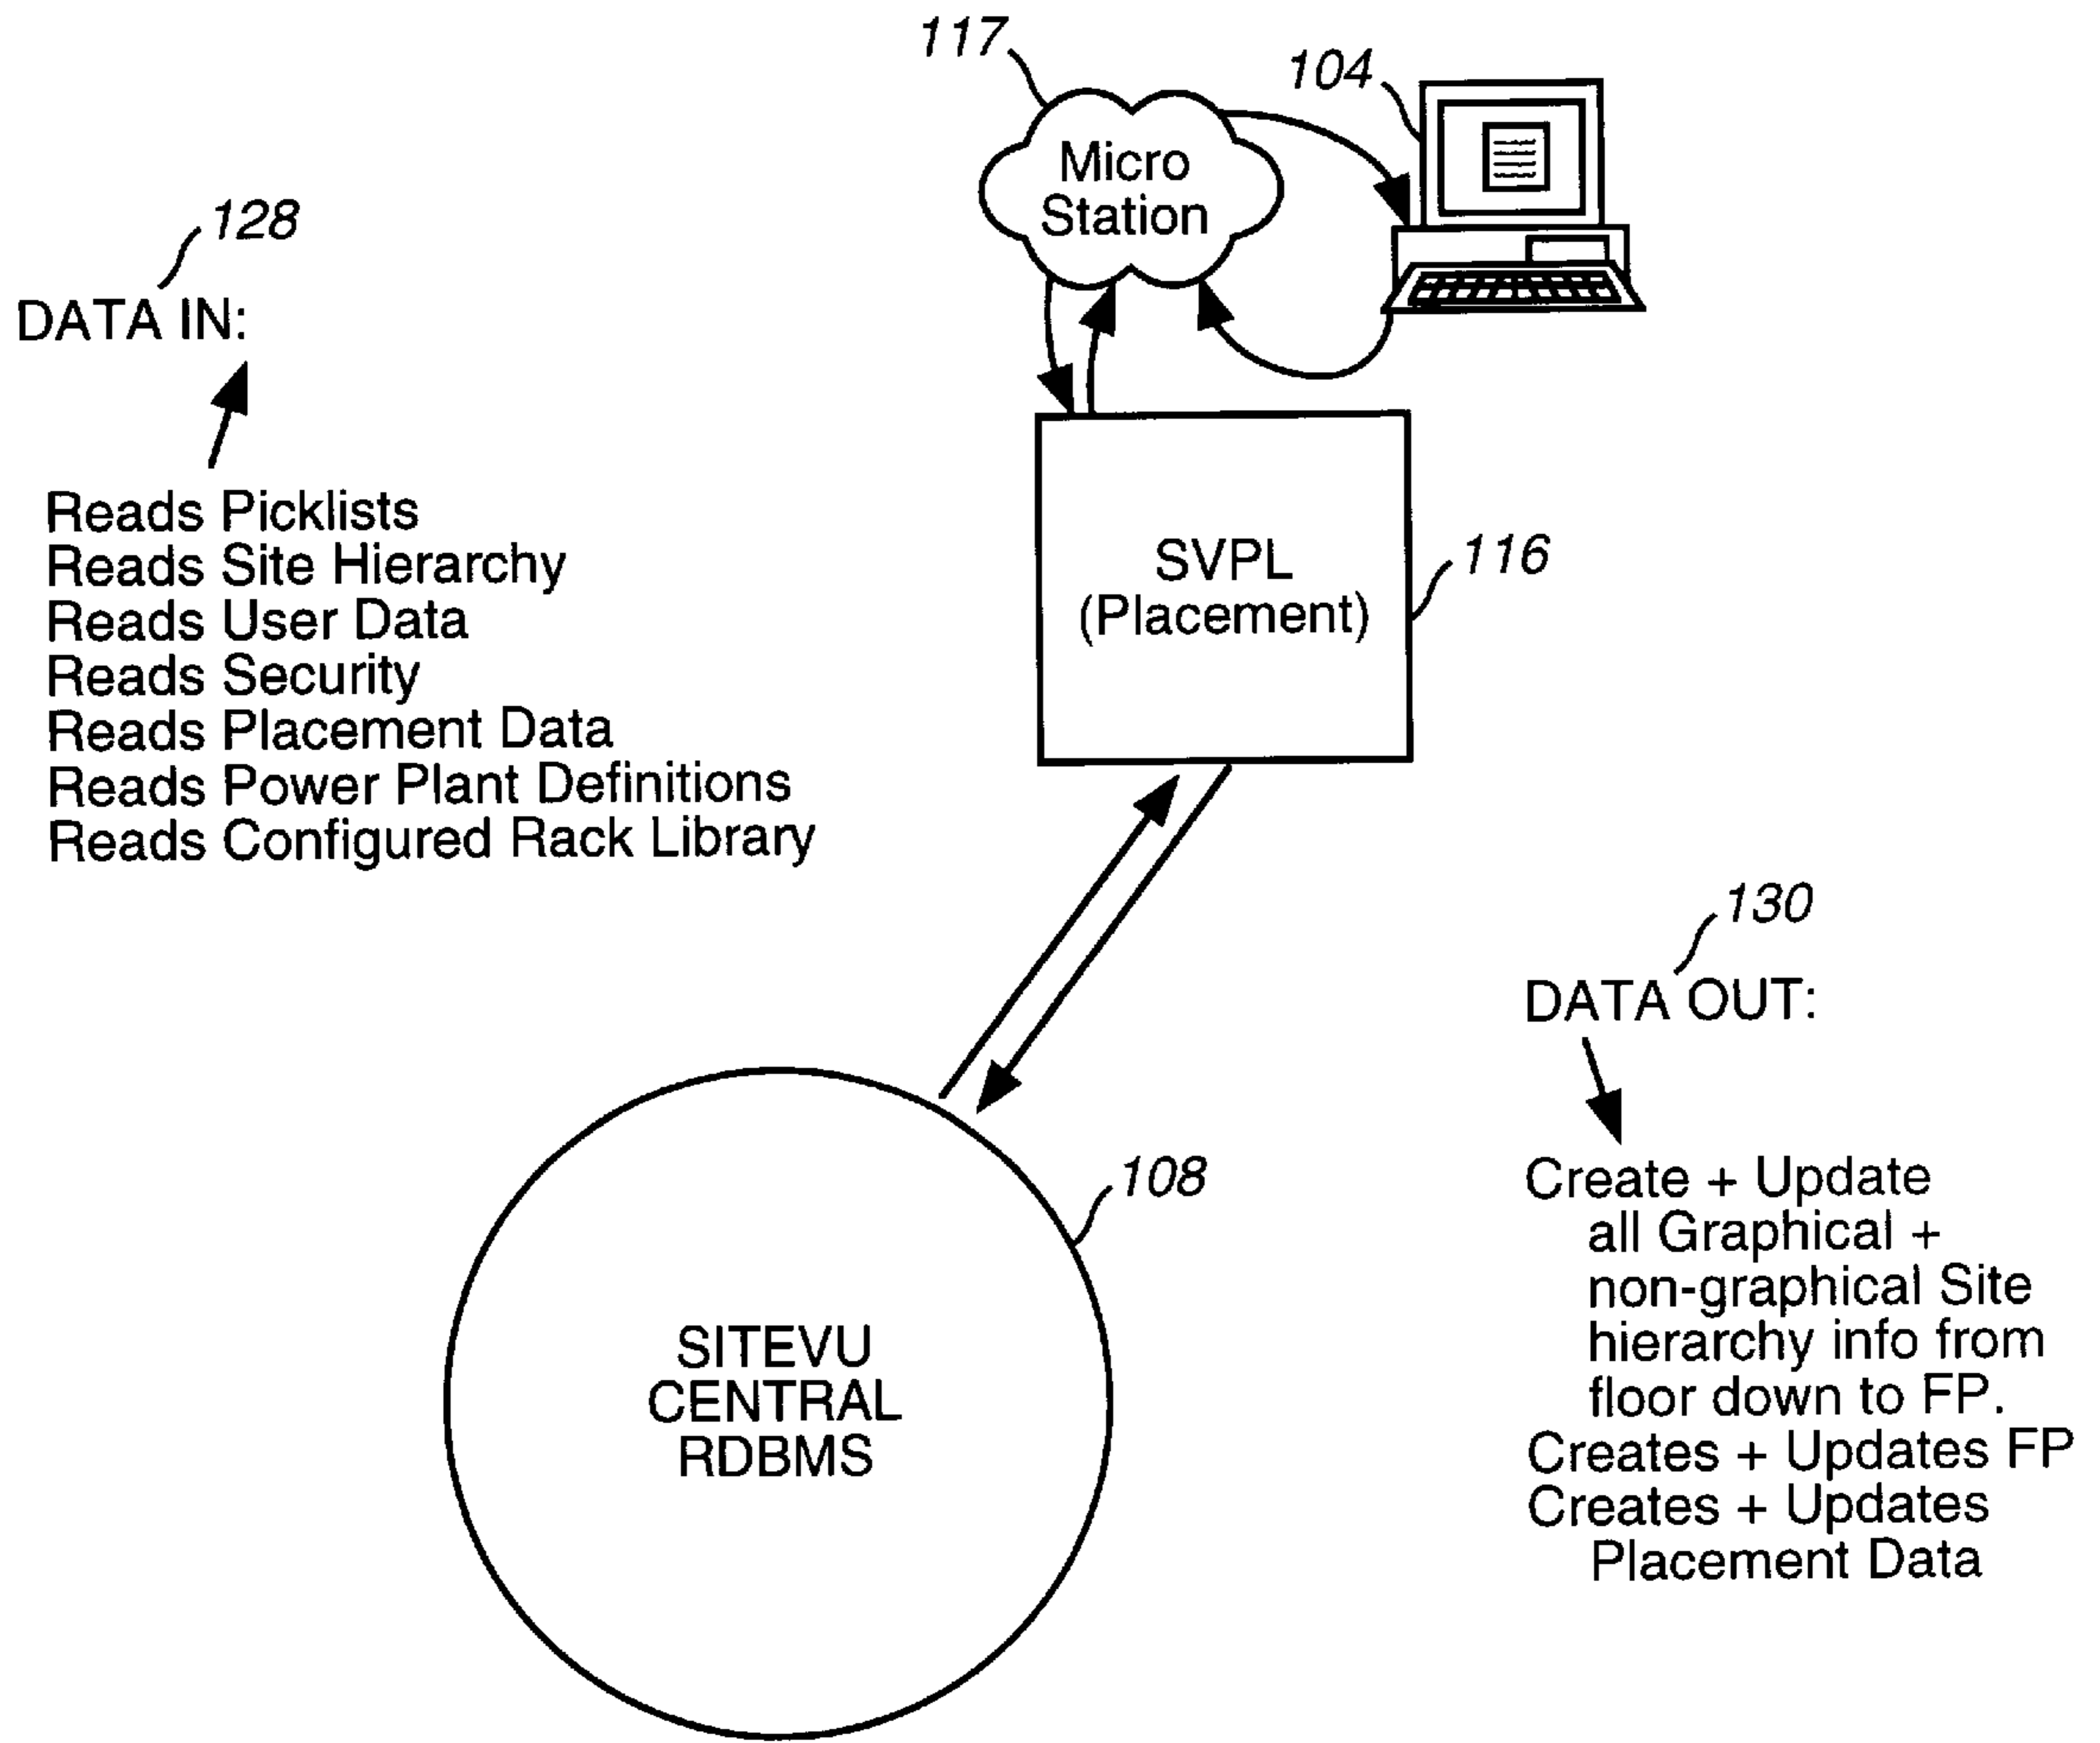 117
104
Micro
Station
128
DATA IN:
Reads Picklists
Reads Site Hierarchy
Reads User Data
Reads Security
Reads Placement Data
Reads Power Plant Definitions
Reads Configured Rack Library
SVPL
(Placement)
116
130
DATA OUT:
Create + Update
all Graphical +
non-graphical Site
hierarchy info from
floor down to FP.
Creates + Updates FP
Creates + Updates
Placement Data
108
SITEVU
CENTRAL
RDBMS